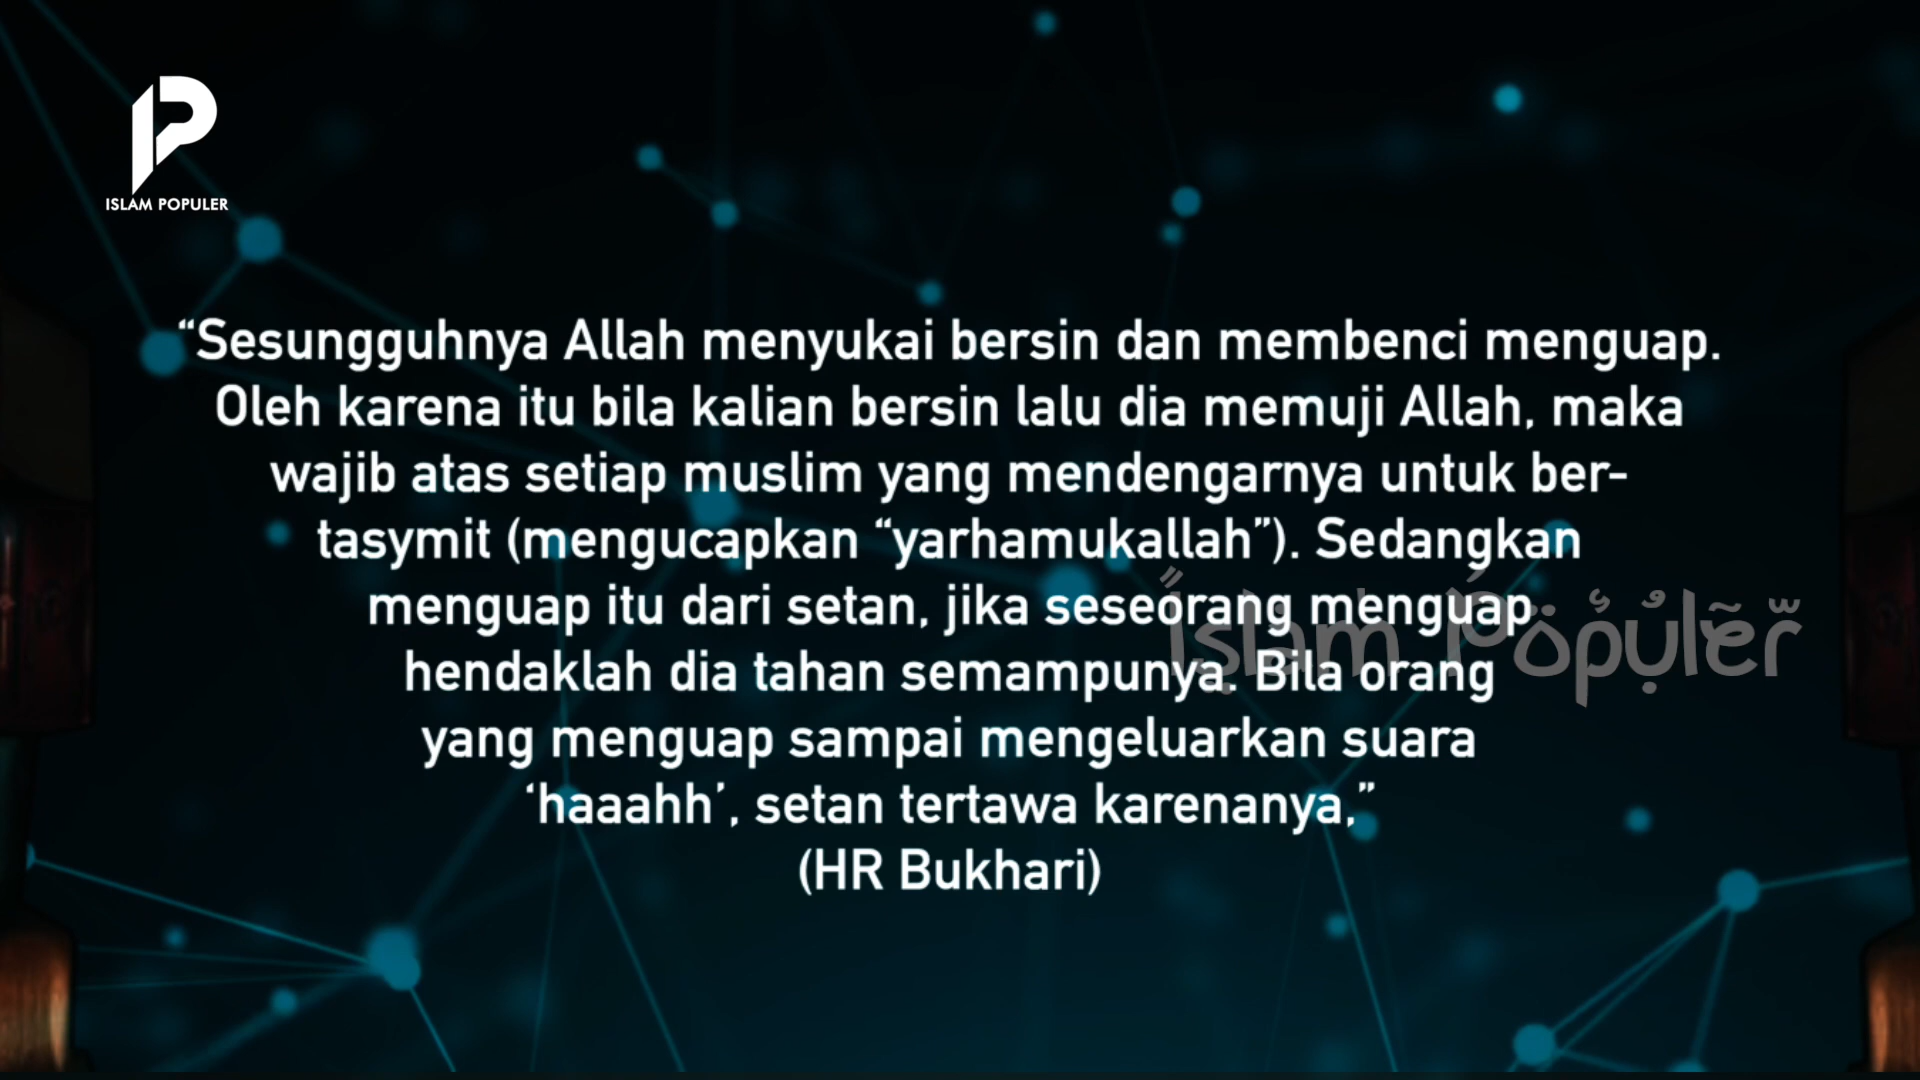 ISLAM POPULER
“Sesungguhnya Allah menyukai bersin dan membenci menguap.
Oleh karena itu bila kalian bersin lalu dia memuji Allah, maka
wajib atas setiap muslim yang mendengarnya untuk ber-
tasymit (mengucapkan “yarhamukallah”). Sedangkan
menguap itu dari setan, jika seseorang menguap
hendaklah dia tahan semampunya. Bila orang
yang menguap sampai mengeluarkan suara
‘haaahh’, setan tertawa karenanya,”
(HR Bukhari)
Islam Populer